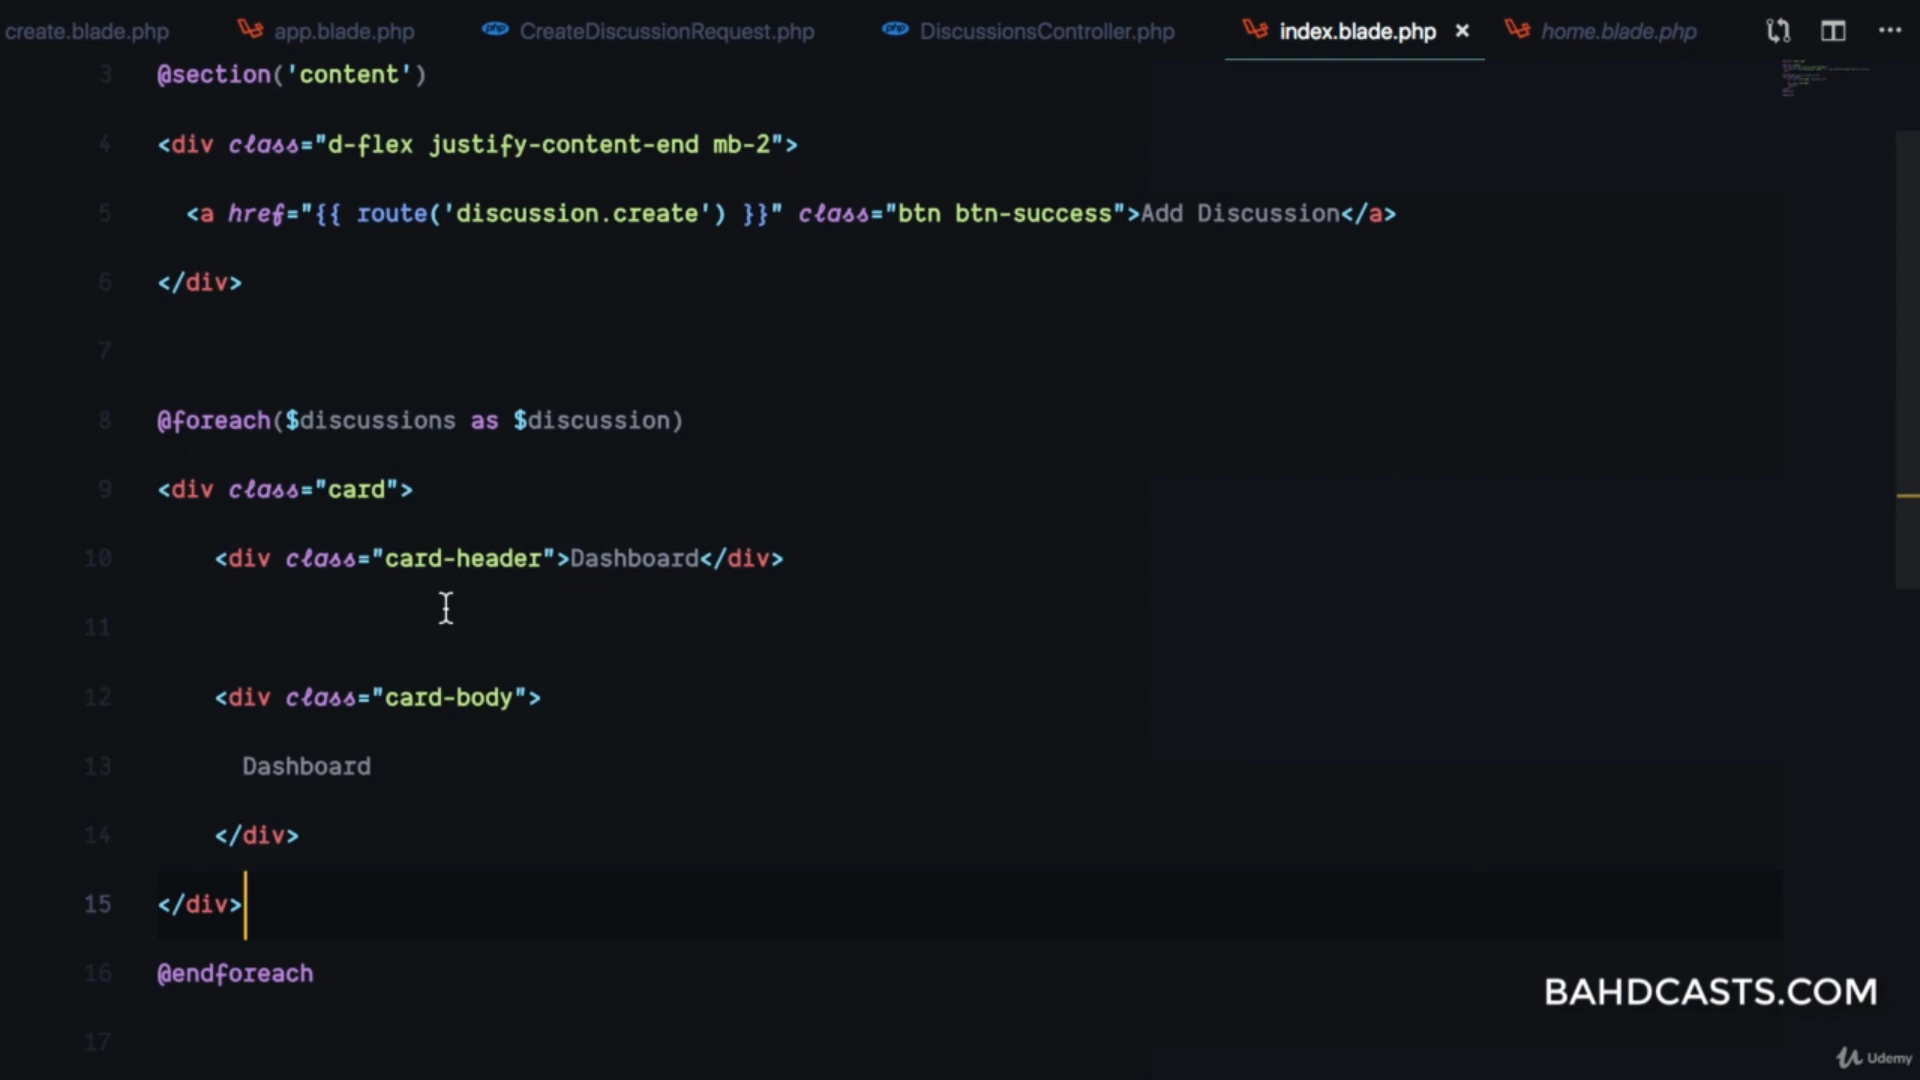 create.blade.php app.blade.php CreateDiscussionRequest.php DiscussionsController.php index.blade.php × home.blade.php
3 @section('content')
4 <div class="d-flex justify-content-end mb-2">
5 <a href="{{ route('discussion.create') }}" class="btn btn-success">Add Discussion</a>
6 </div>
7
8 @foreach($discussions as $discussion)
9 <div class="card">
10 <div class="card-header">Dashboard</div>
11
12 <div class="card-body">
13 Dashboard
14 </div>
15 </div>
16 @endforeach
17
BAHDCASTS.COM
Udemy